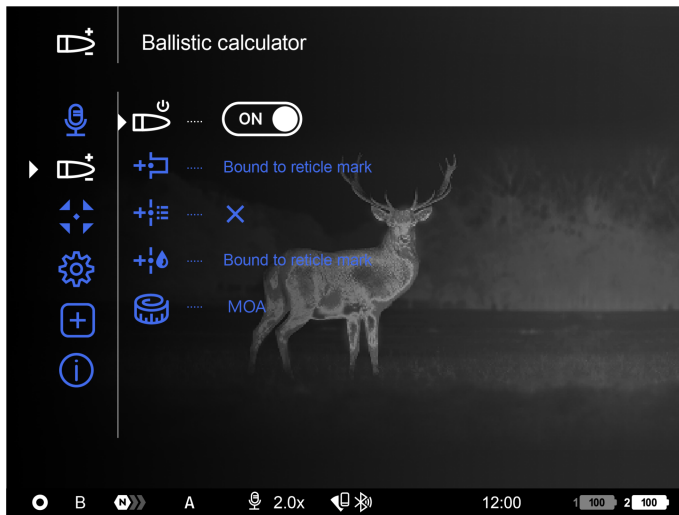 Ballistic calculator
ON
Bound to reticle mark
Bound to reticle mark
MOA
B N A 2.0x 12:00 1 100 2 100